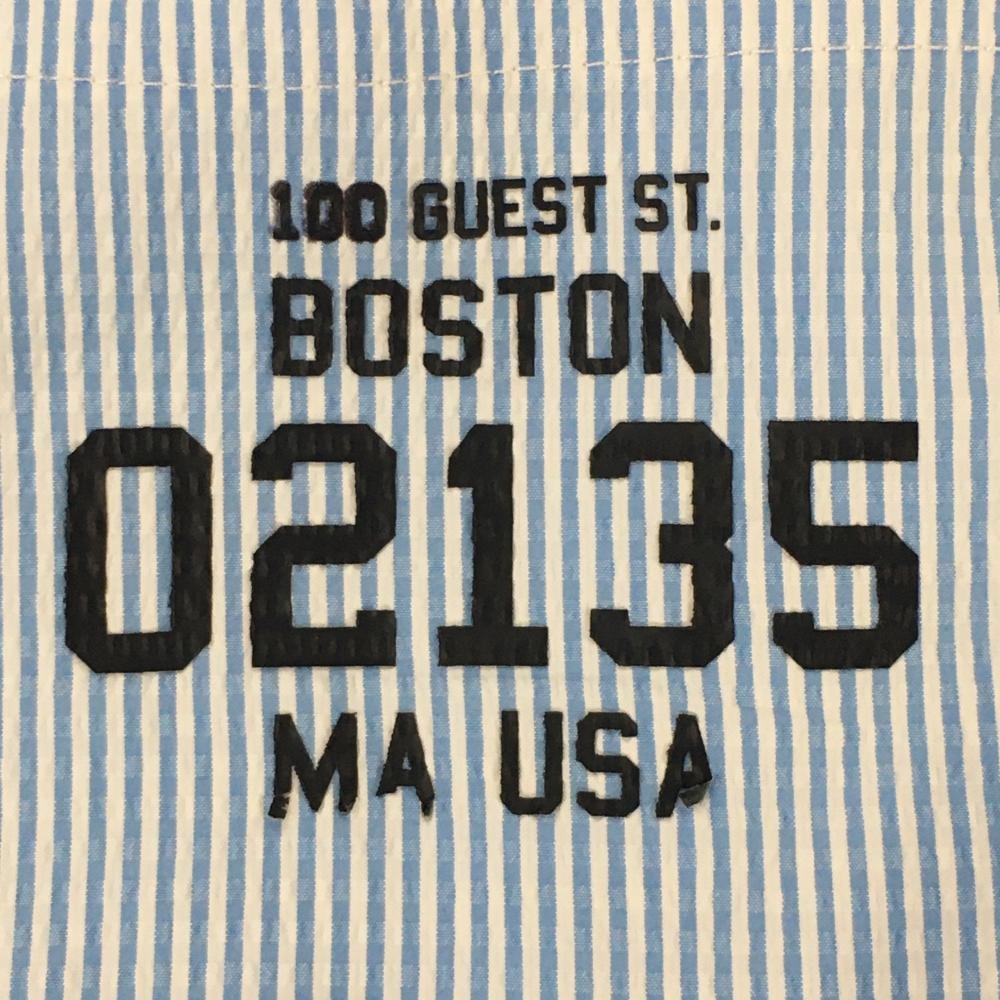 100 GUEST ST.
BOSTON
02135
MA USA